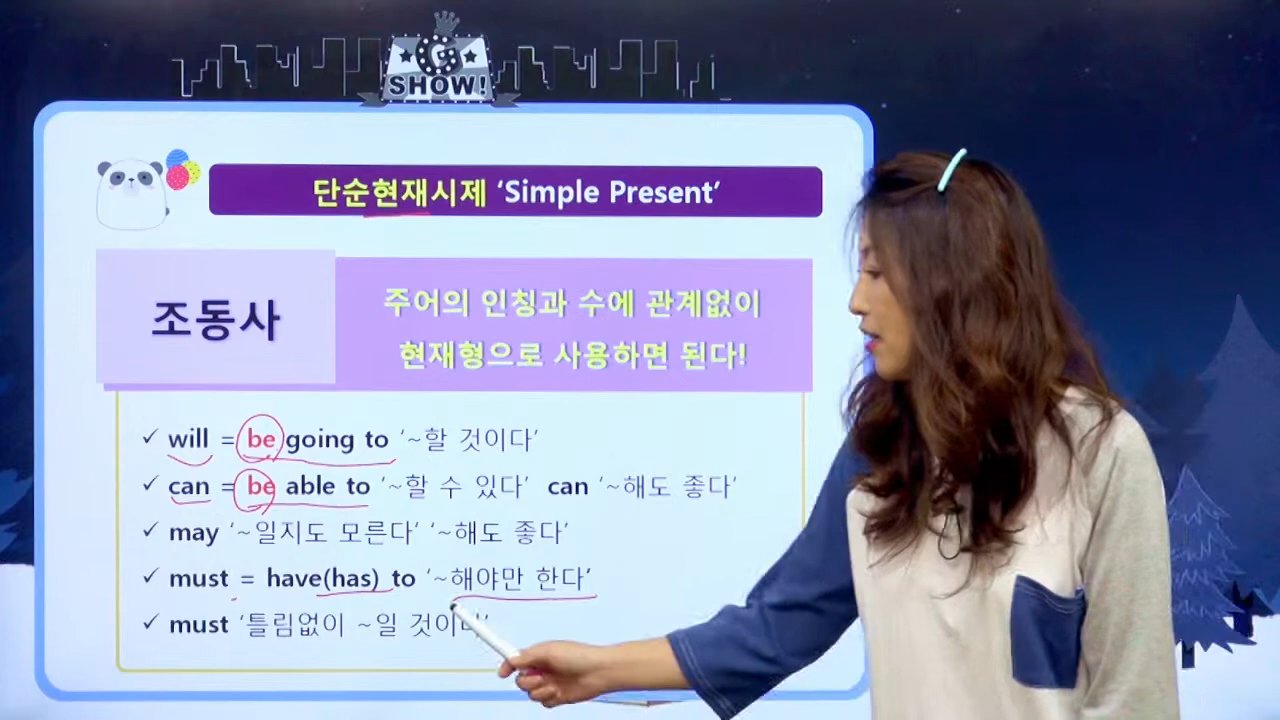 G
SHOW!
단순현재시제 ‘Simple Present’
조동사
주어의 인칭과 수에 관계없이
현재형으로 사용하면 된다!
✓ will = be going to ‘~할 것이다’
✓ can = be able to ‘~할 수 있다’ can ‘~해도 좋다’
✓ may ‘~일지도 모른다’ ‘~해도 좋다’
✓ must = have(has) to ‘~해야만 한다’
✓ must ‘틀림없이 ~일